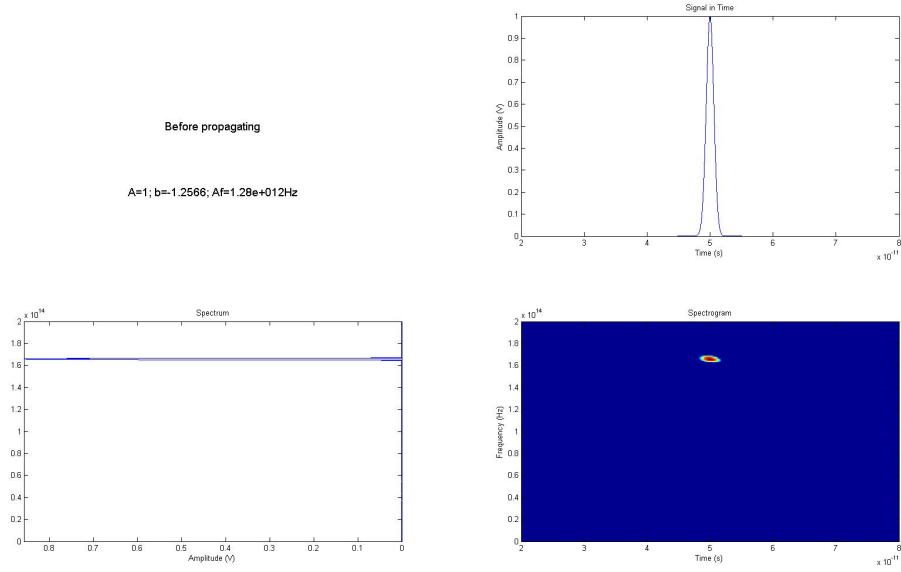 Before propagating
A=1; b=-1.2566; Af=1.28e+012Hz
Signal in Time
1
0.9
0.8
0.7
0.6
0.5
0.4
0.3
0.2
0.1
0
Amplitude (V)
2 3 4 5 6 7 8
Time (s)
x 10^-11
Spectrum
x 10^14
2
1.8
1.6
1.4
1.2
1
0.8
0.6
0.4
0.2
0
0.8 0.7 0.6 0.5 0.4 0.3 0.2 0.1 0
Amplitude (V)
Spectrogram
x 10^14
2
1.8
1.6
1.4
1.2
1
0.8
0.6
0.4
0.2
0
Frequency (Hz)
2 3 4 5 6 7 8
Time (s)
x 10^-11